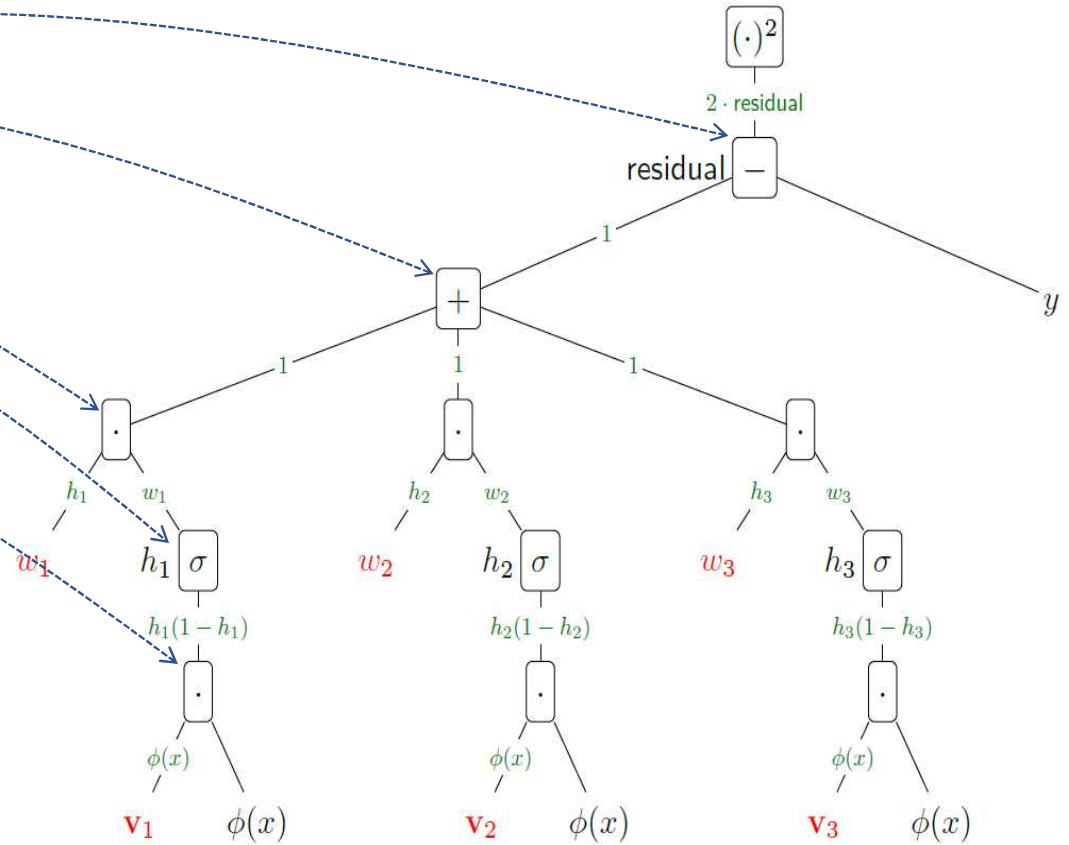 (·)²
2 · residual
residual −
1
+
y
1 1 1
· · ·
h₁ w₁ h₂ w₂ h₃ w₃
w₁ h₁ σ w₂ h₂ σ w₃ h₃ σ
h₁(1 − h₁) h₂(1 − h₂) h₃(1 − h₃)
· · ·
ϕ(x) ϕ(x) ϕ(x)
v₁ ϕ(x) v₂ ϕ(x) v₃ ϕ(x)